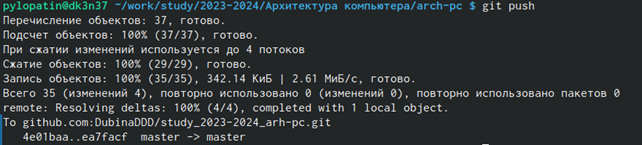 pylopatin@dk3n37 ~/work/study/2023-2024/Архитектура компьютера/arch-pc $ git push
Перечисление объектов: 37, готово.
Подсчет объектов: 100% (37/37), готово.
При сжатии изменений используется до 4 потоков
Сжатие объектов: 100% (29/29), готово.
Запись объектов: 100% (35/35), 342.14 КиБ | 2.61 МиБ/с, готово.
Всего 35 (изменений 4), повторно использовано 0 (изменений 0), повторно использовано пакетов 0
remote: Resolving deltas: 100% (4/4), completed with 1 local object.
To github.com:DubinaDDD/study_2023-2024_arh-pc.git
   4e01baa..ea7facf  master -> master